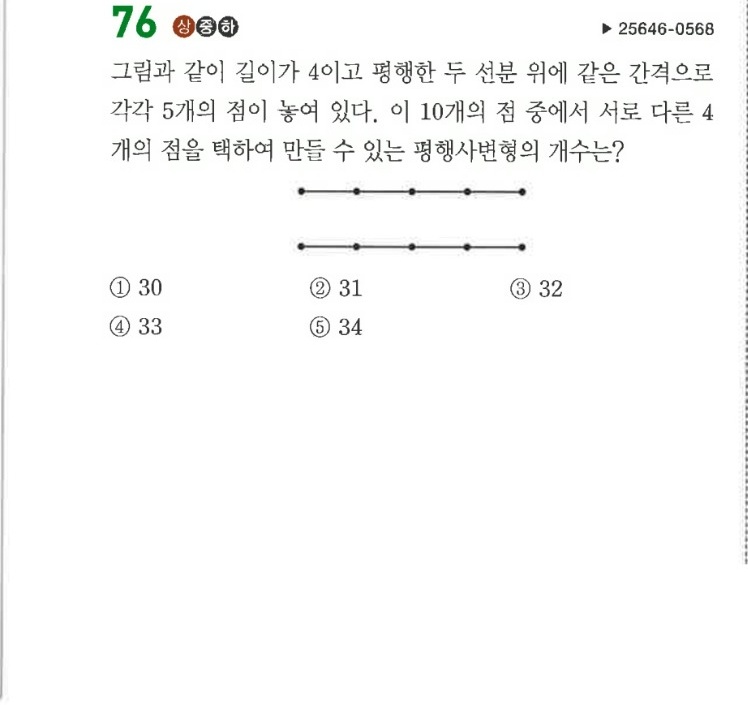 76 상 중 하 ▶ 25646-0568
그림과 같이 길이가 4이고 평행한 두 선분 위에 같은 간격으로
각각 5개의 점이 놓여 있다. 이 10개의 점 중에서 서로 다른 4
개의 점을 택하여 만들 수 있는 평행사변형의 개수는?
① 30 ② 31 ③ 32
④ 33 ⑤ 34